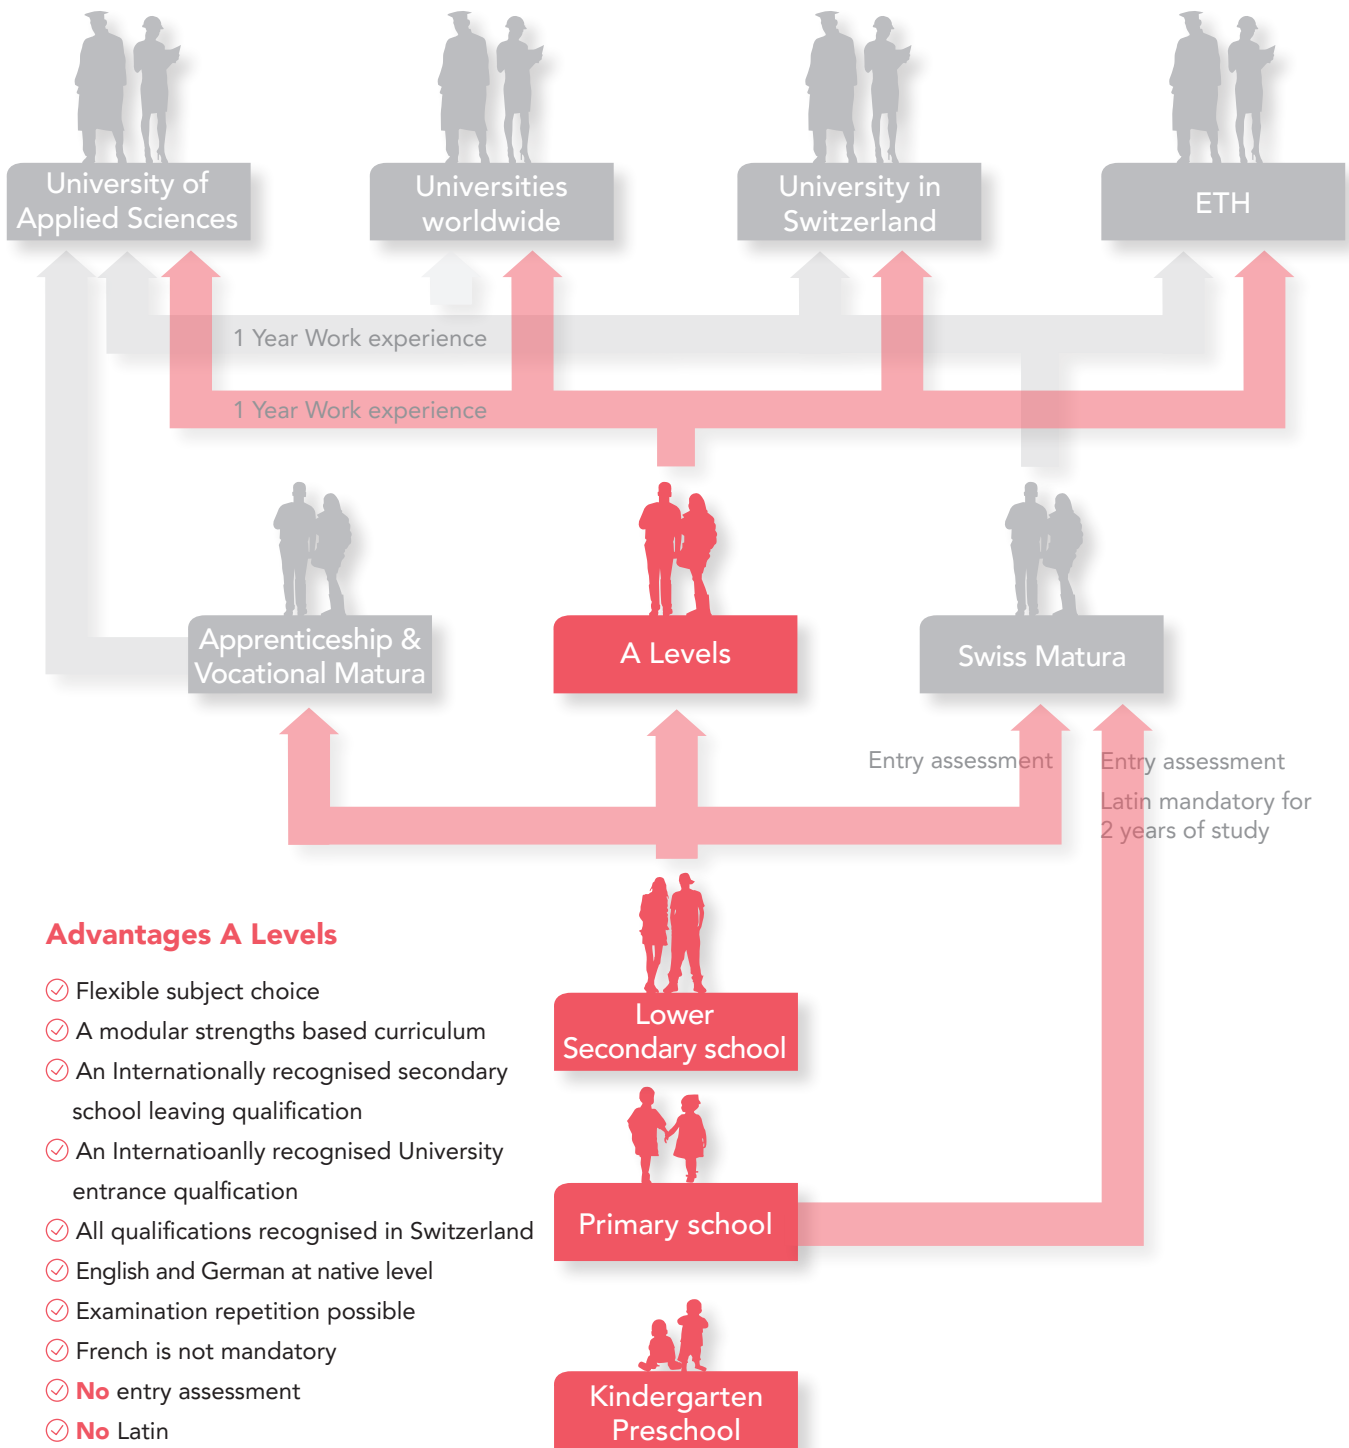 University of
Applied Sciences
Universities
worldwide
University in
Switzerland
ETH
1 Year Work experience
1 Year Work experience
Apprenticeship &
Vocational Matura
A Levels
Swiss Matura
Entry assessment
Entry assessment
Latin mandatory for
2 years of study
Lower
Secondary school
Primary school
Kindergarten
Preschool
Advantages A Levels
Flexible subject choice
A modular strengths based curriculum
An Internationally recognised secondary
school leaving qualification
An Internatioanlly recognised University
entrance qualfication
All qualifications recognised in Switzerland
English and German at native level
Examination repetition possible
French is not mandatory
No entry assessment
No Latin